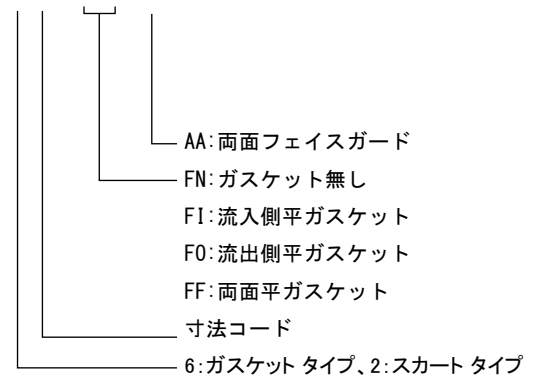 AA:両面フェイスガード
FN:ガスケット無し
FI:流入側平ガスケット
FO:流出側平ガスケット
FF:両面平ガスケット
寸法コード
6:ガスケット タイプ、2:スカート タイプ